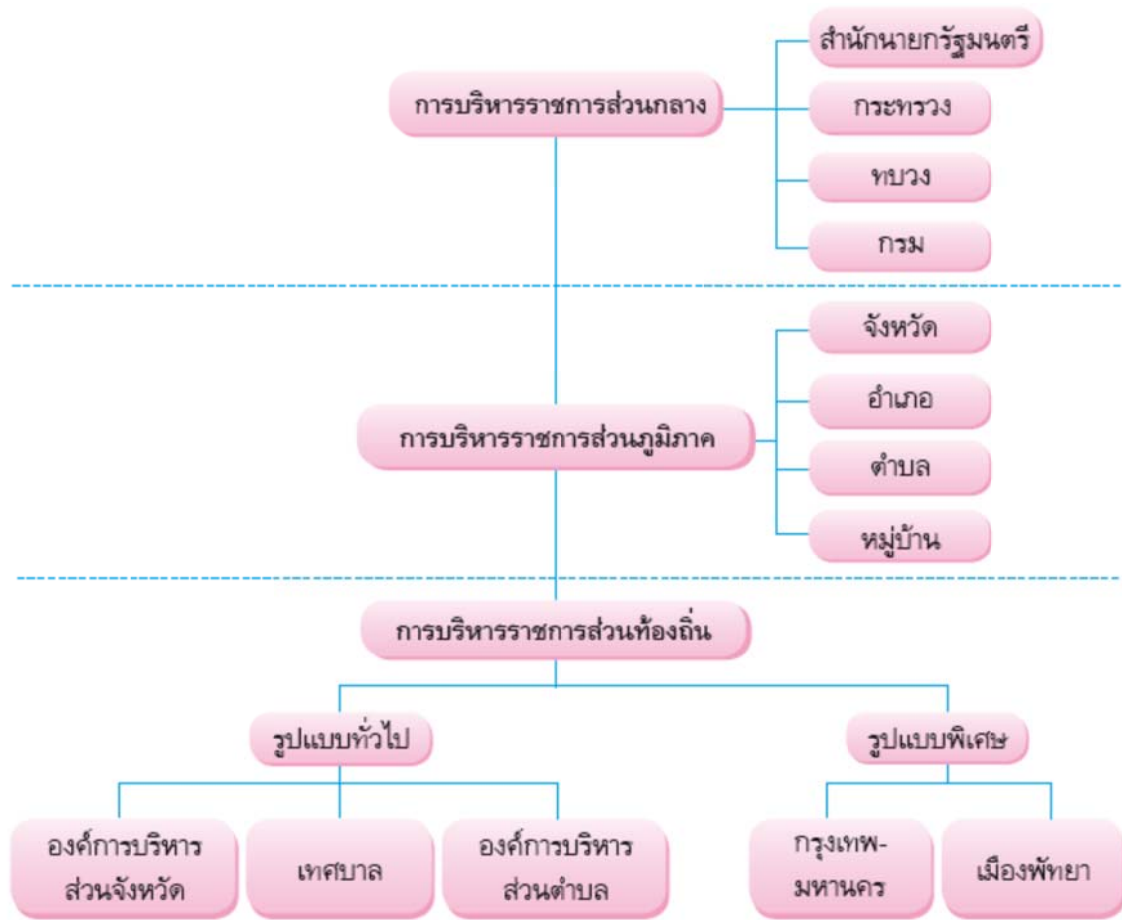 การบริหารราชการส่วนกลาง
สำนักนายกรัฐมนตรี
กระทรวง
ทบวง
กรม
การบริหารราชการส่วนภูมิภาค
จังหวัด
อำเภอ
ตำบล
หมู่บ้าน
การบริหารราชการส่วนท้องถิ่น
รูปแบบทั่วไป
รูปแบบพิเศษ
องค์การบริหาร
ส่วนจังหวัด
เทศบาล
องค์การบริหาร
ส่วนตำบล
กรุงเทพ-
มหานคร
เมืองพัทยา